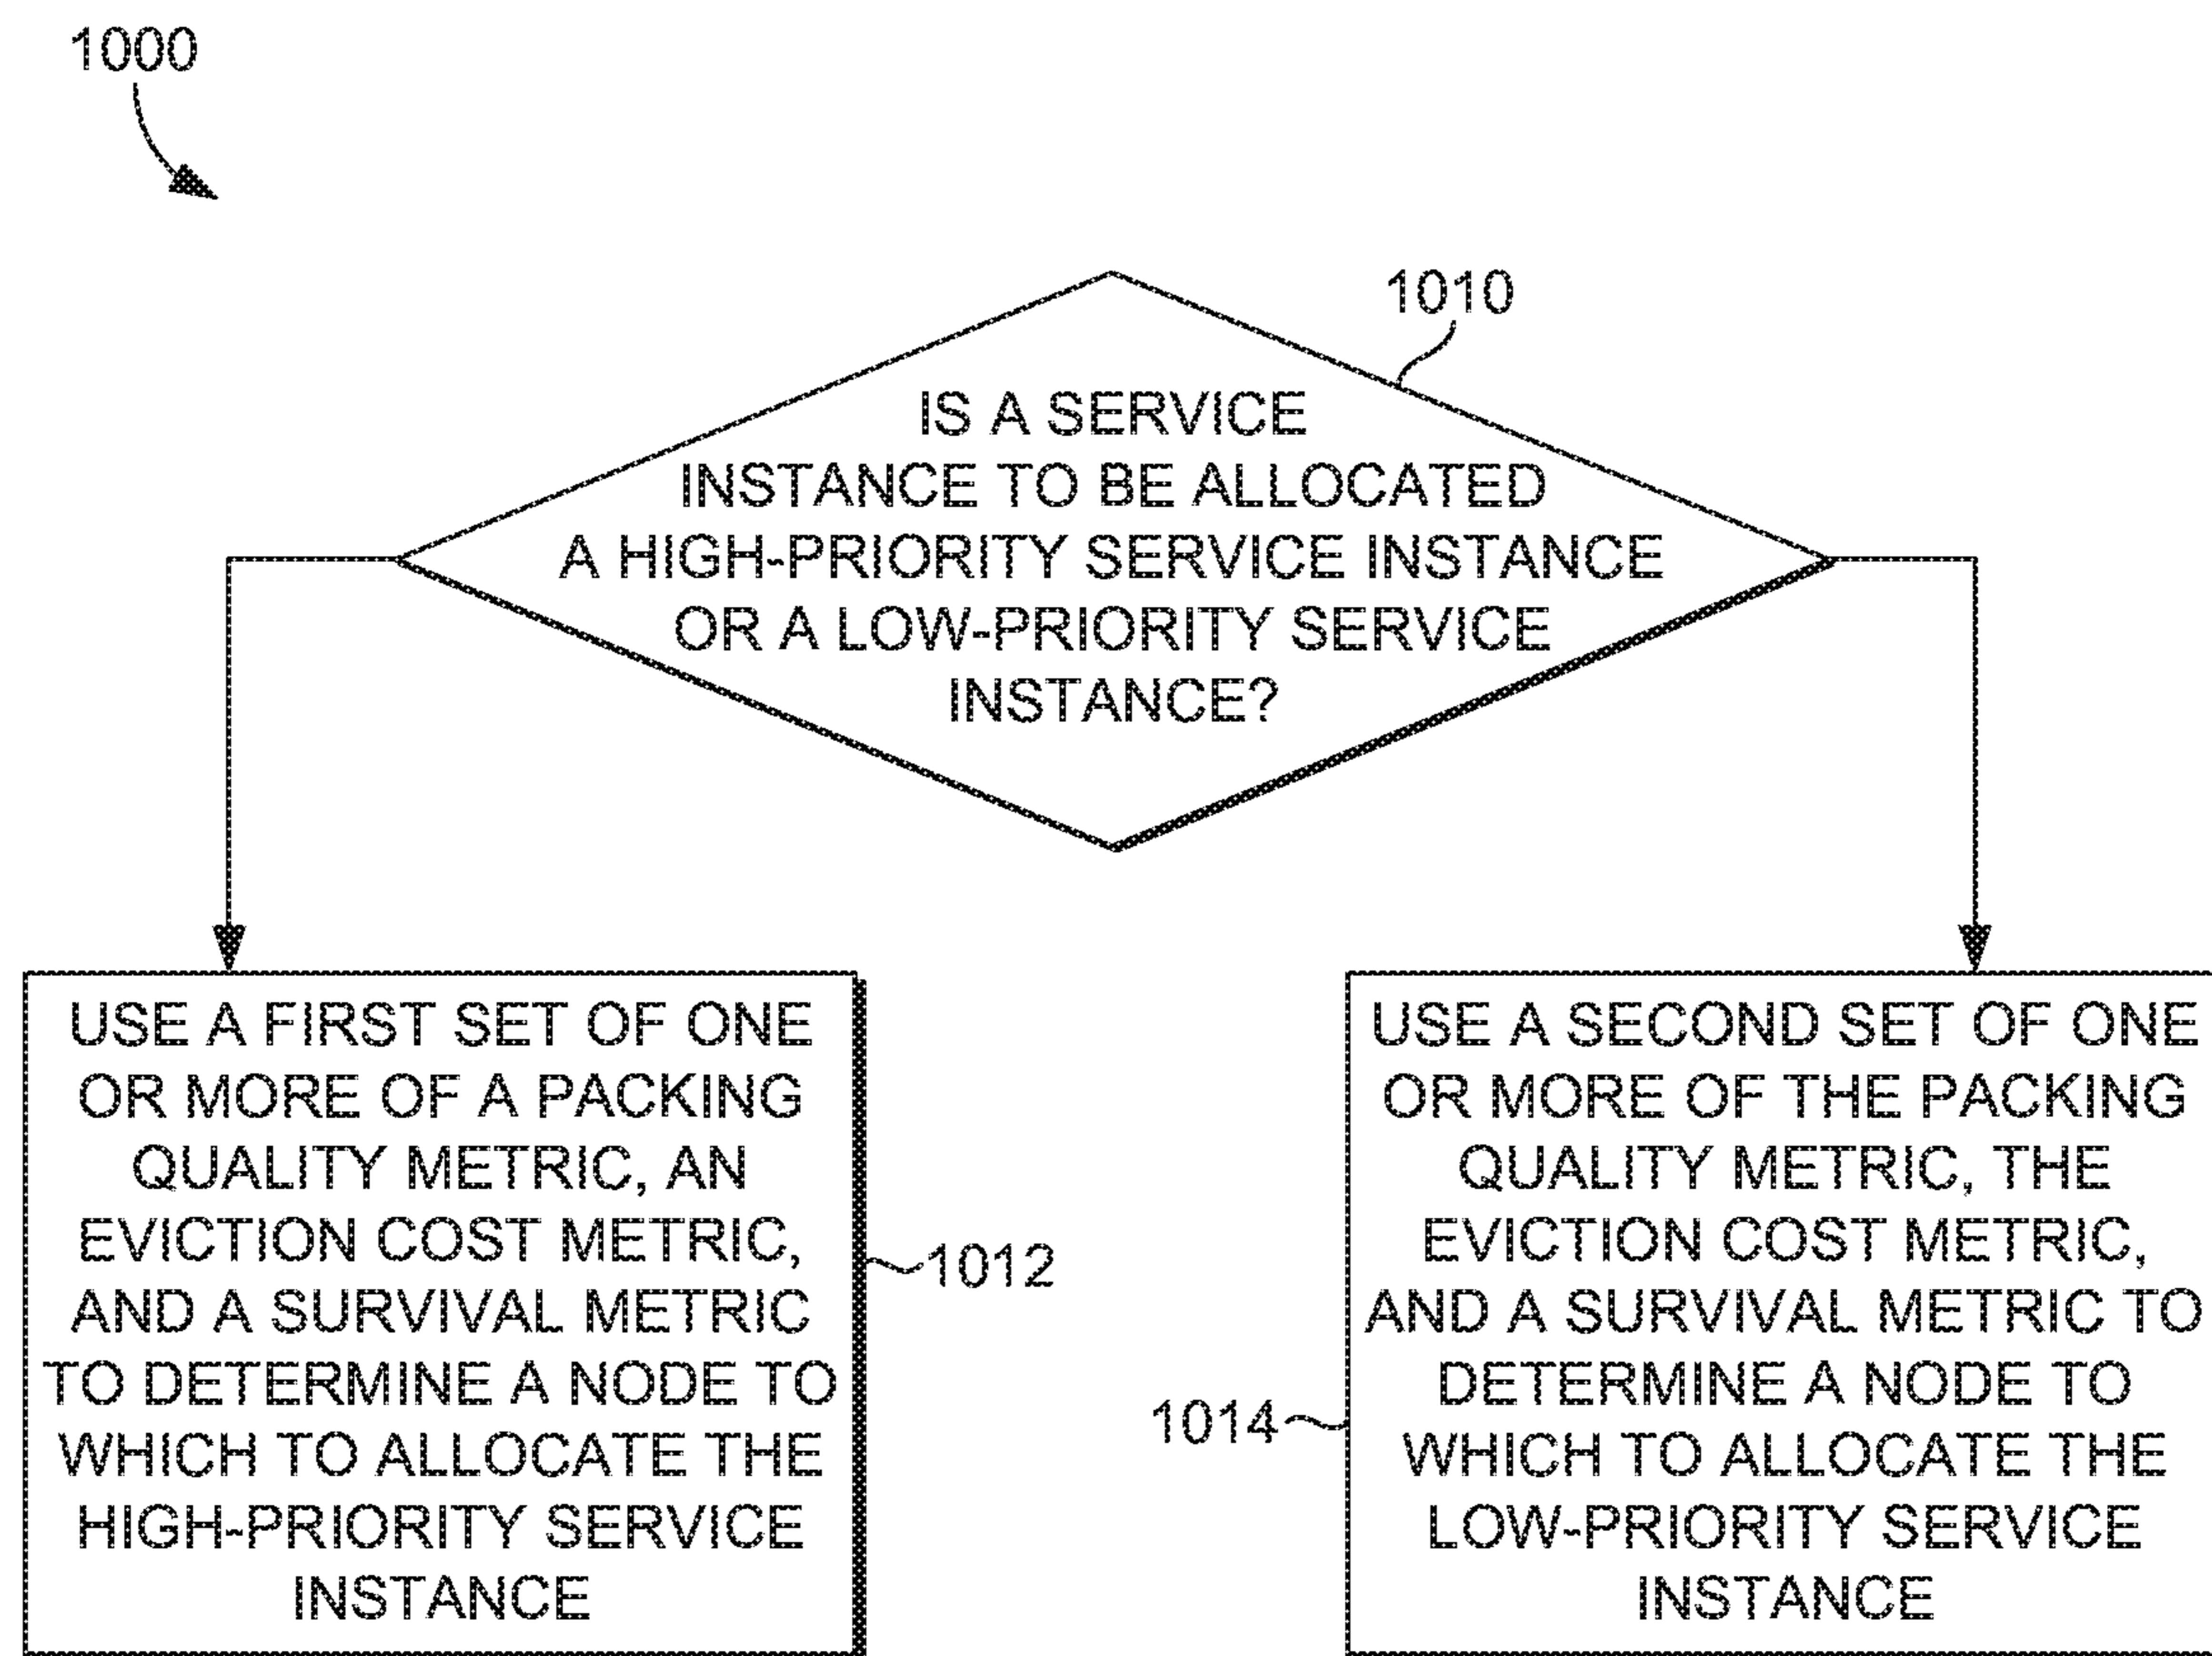 1000
1010
IS A SERVICE
INSTANCE TO BE ALLOCATED
A HIGH-PRIORITY SERVICE INSTANCE
OR A LOW-PRIORITY SERVICE
INSTANCE?
USE A FIRST SET OF ONE
OR MORE OF A PACKING
QUALITY METRIC, AN
EVICTION COST METRIC,
AND A SURVIVAL METRIC
TO DETERMINE A NODE TO
WHICH TO ALLOCATE THE
HIGH-PRIORITY SERVICE
INSTANCE
1012
USE A SECOND SET OF ONE
OR MORE OF THE PACKING
QUALITY METRIC, THE
EVICTION COST METRIC,
AND A SURVIVAL METRIC TO
DETERMINE A NODE TO
WHICH TO ALLOCATE THE
LOW-PRIORITY SERVICE
INSTANCE
1014